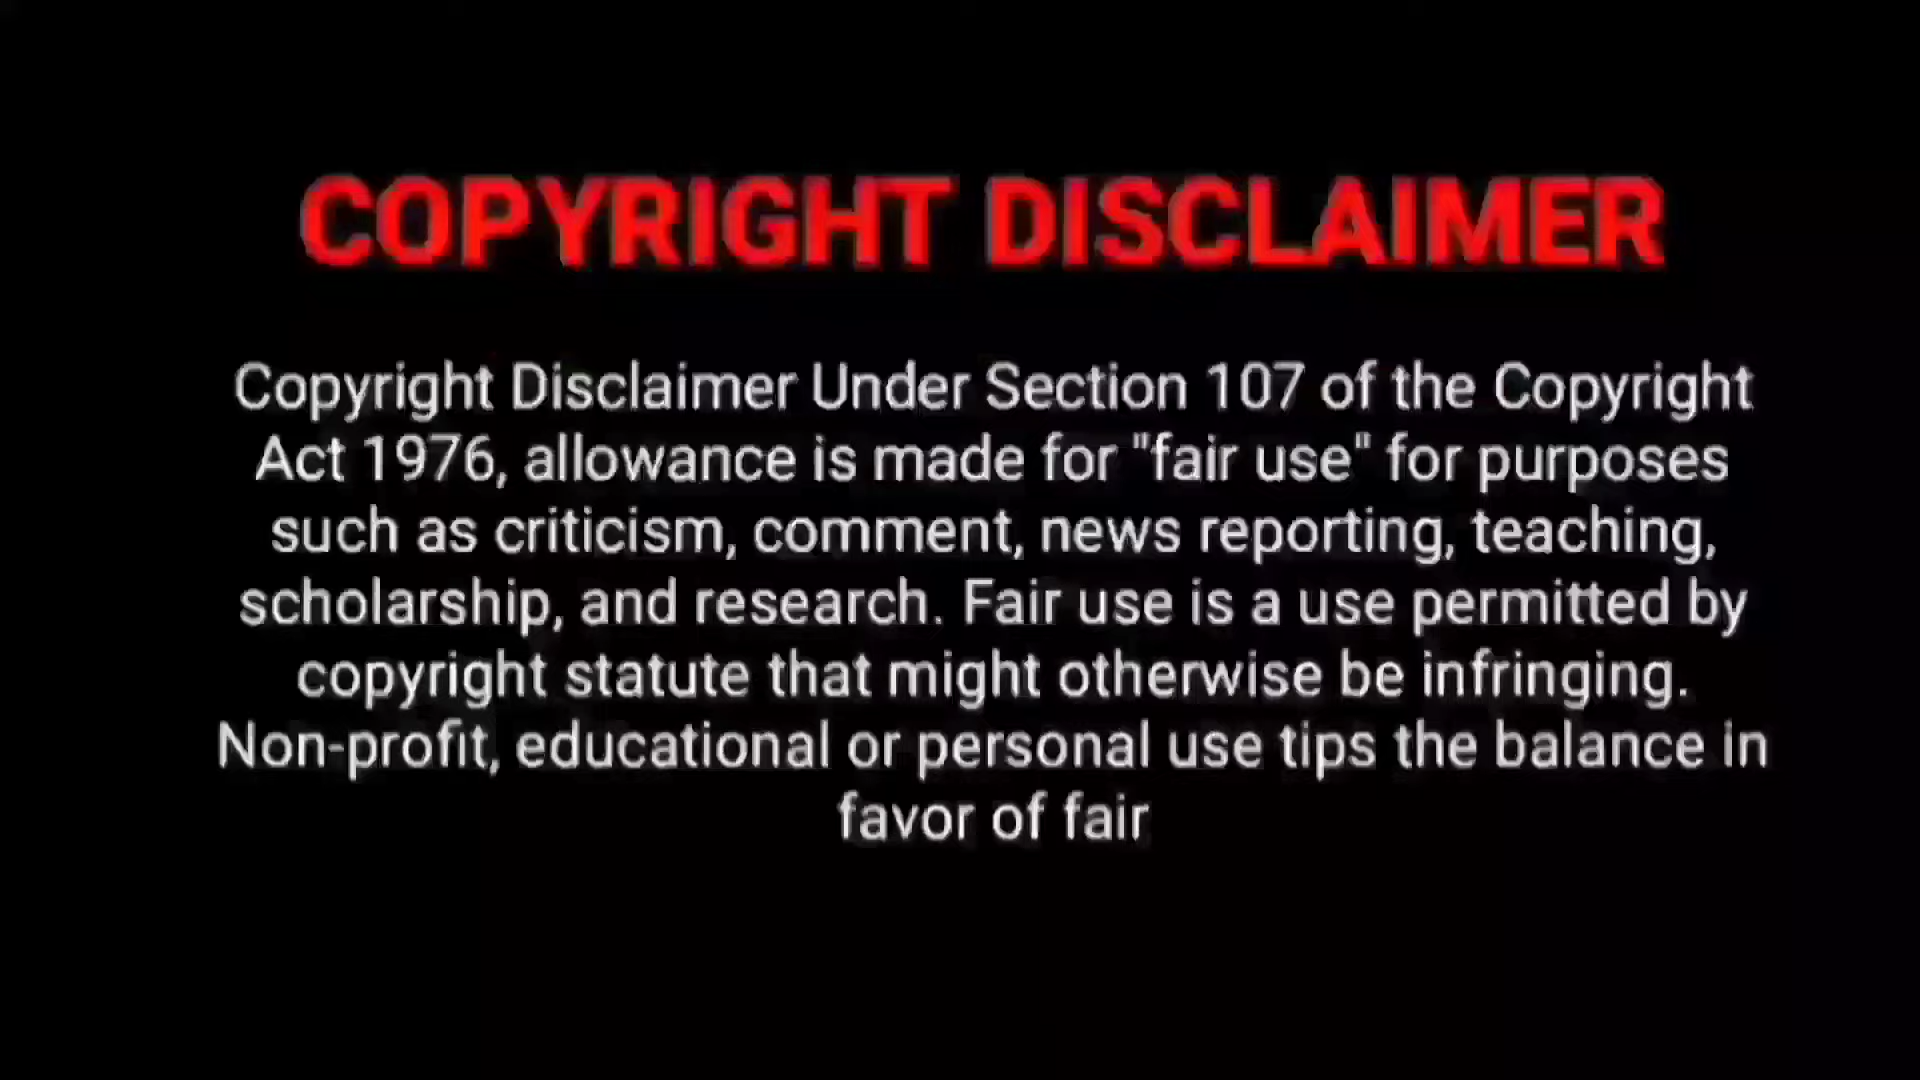 COPYRIGHT DISCLAIMER
Copyright Disclaimer Under Section 107 of the Copyright
Act 1976, allowance is made for "fair use" for purposes
such as criticism, comment, news reporting, teaching,
scholarship, and research. Fair use is a use permitted by
copyright statute that might otherwise be infringing.
Non-profit, educational or personal use tips the balance in
favor of fair